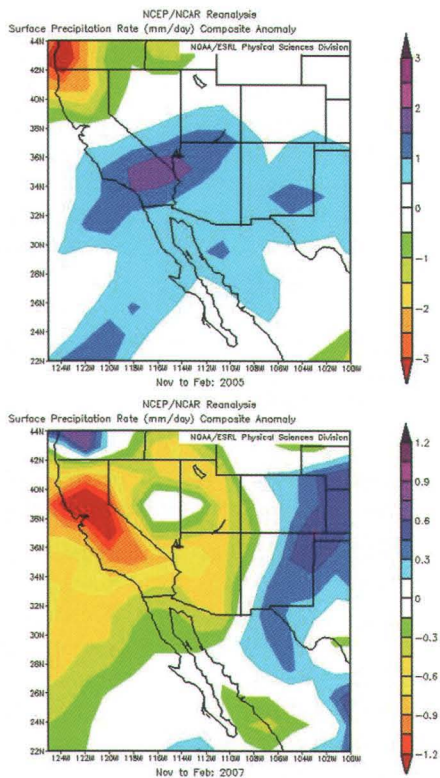 NCEP/NCAR Reanalysis
Surface Precipitation Rate (mm/day) Composite Anomaly
NOAA/ESRL Physical Sciences Division
44N
42N
40N
38N
36N
34N
32N
30N
28N
26N
24N
22N
124W 122W 120W 118W 116W 114W 112W 110W 108W 106W 104W 102W 100W
Nov to Feb: 2005
3
2
1
0
-1
-2
-3
NCEP/NCAR Reanalysis
Surface Precipitation Rate (mm/day) Composite Anomaly
NOAA/ESRL Physical Sciences Division
44N
42N
40N
38N
36N
34N
32N
30N
28N
26N
24N
22N
124W 122W 120W 118W 116W 114W 112W 110W 108W 106W 104W 102W 100W
Nov to Feb: 2007
1.2
0.9
0.6
0.3
0
-0.3
-0.6
-0.9
-1.2